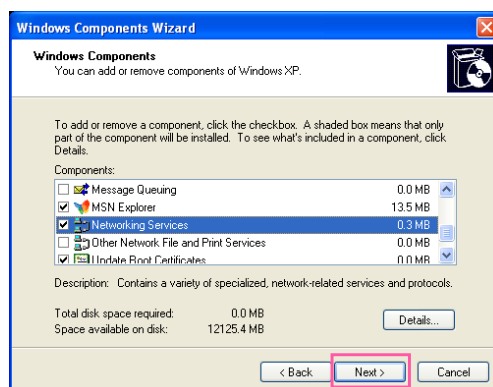 Windows Components Wizard
Windows Components
You can add or remove components of Windows XP.
To add or remove a component, click the checkbox. A shaded box means that only
part of the component will be installed. To see what's included in a component, click
Details.
Components:
Message Queuing 0.0 MB
MSN Explorer 13.5 MB
Networking Services 0.3 MB
Other Network File and Print Services 0.0 MB
Update Root Certificates 0.0 MB
Description: Contains a variety of specialized, network-related services and protocols.
Total disk space required: 0.0 MB
Space available on disk: 12125.4 MB
Details...
< Back Next > Cancel